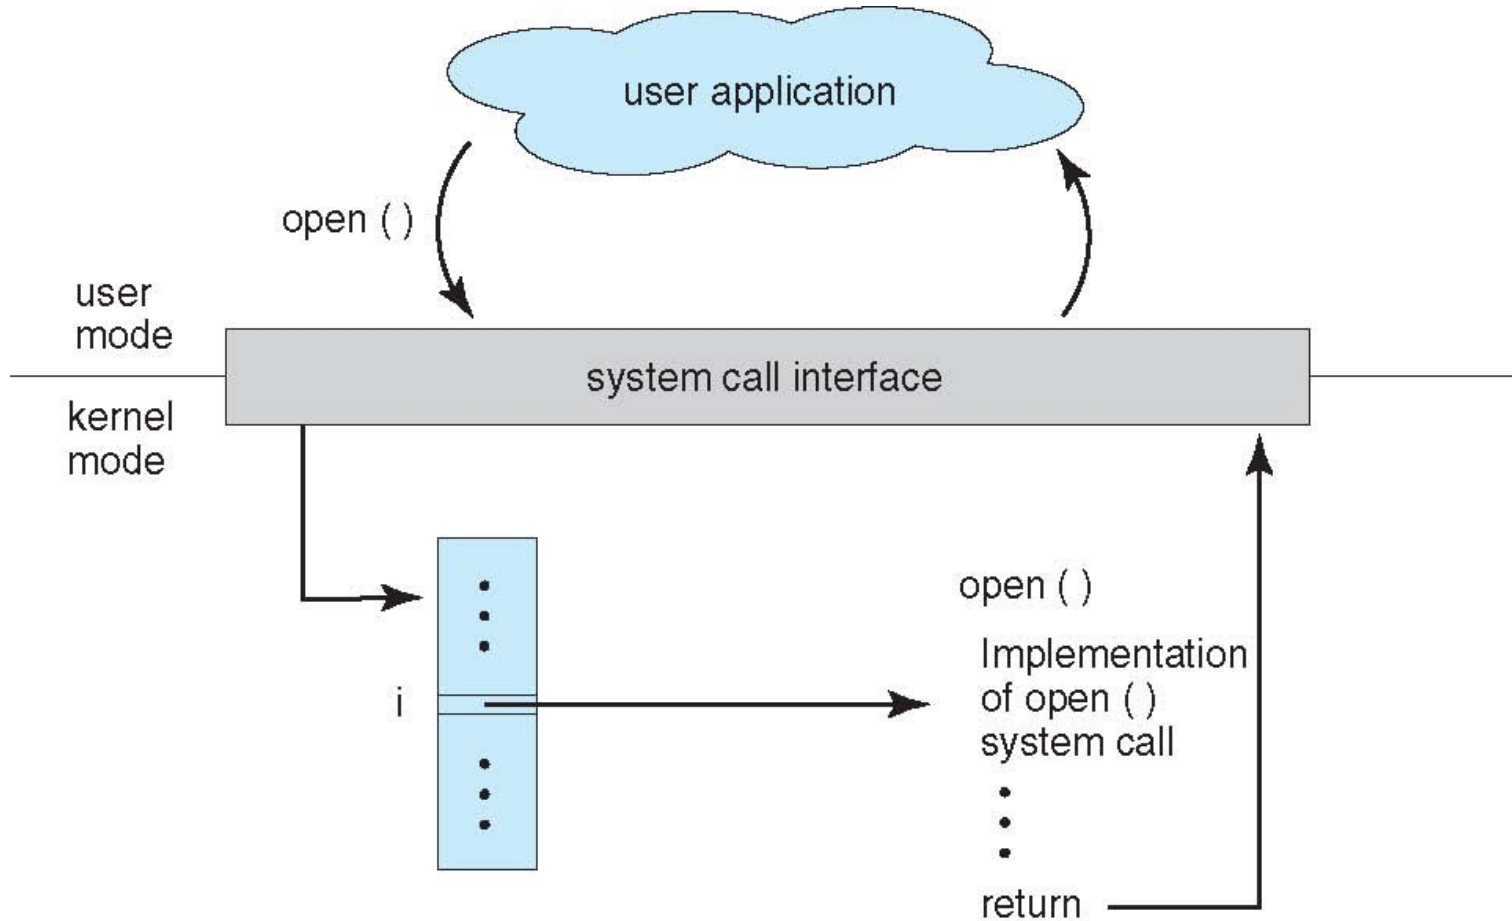 user application
open ( )
user
mode
system call interface
kernel
mode
open ( )
Implementation
of open ( )
system call
i
return